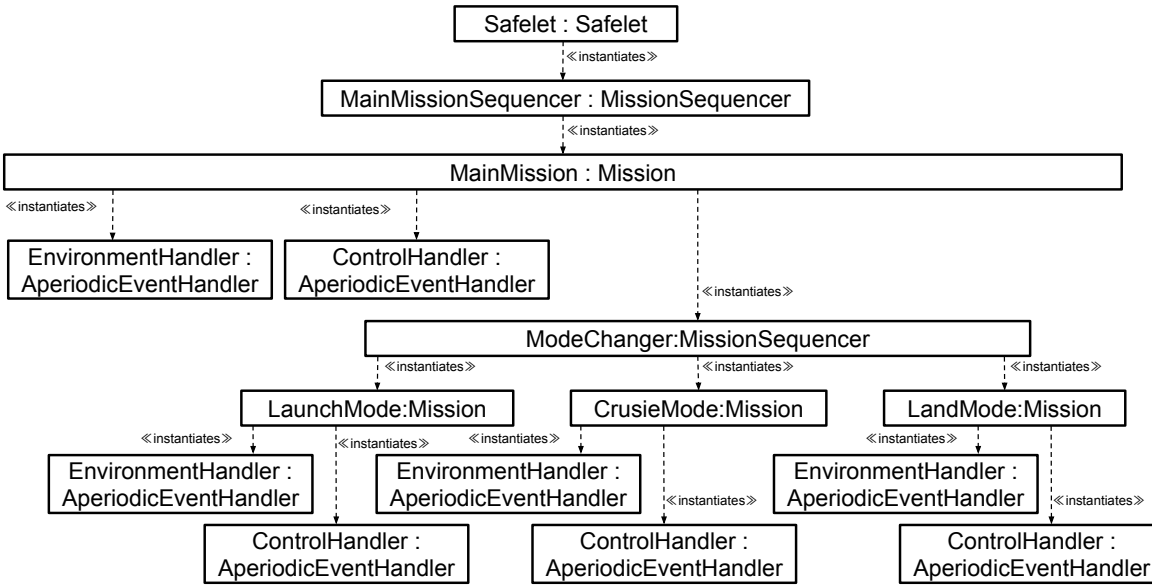 Safelet : Safelet
≪instantiates≫
MainMissionSequencer : MissionSequencer
≪instantiates≫
MainMission : Mission
≪instantiates≫
≪instantiates≫
EnvironmentHandler :
AperiodicEventHandler
ControlHandler :
AperiodicEventHandler
≪instantiates≫
ModeChanger:MissionSequencer
≪instantiates≫
≪instantiates≫
≪instantiates≫
LaunchMode:Mission
CrusieMode:Mission
LandMode:Mission
≪instantiates≫
≪instantiates≫
≪instantiates≫
≪instantiates≫
EnvironmentHandler :
AperiodicEventHandler
EnvironmentHandler :
AperiodicEventHandler
EnvironmentHandler :
AperiodicEventHandler
≪instantiates≫
≪instantiates≫
ControlHandler :
AperiodicEventHandler
ControlHandler :
AperiodicEventHandler
ControlHandler :
AperiodicEventHandler